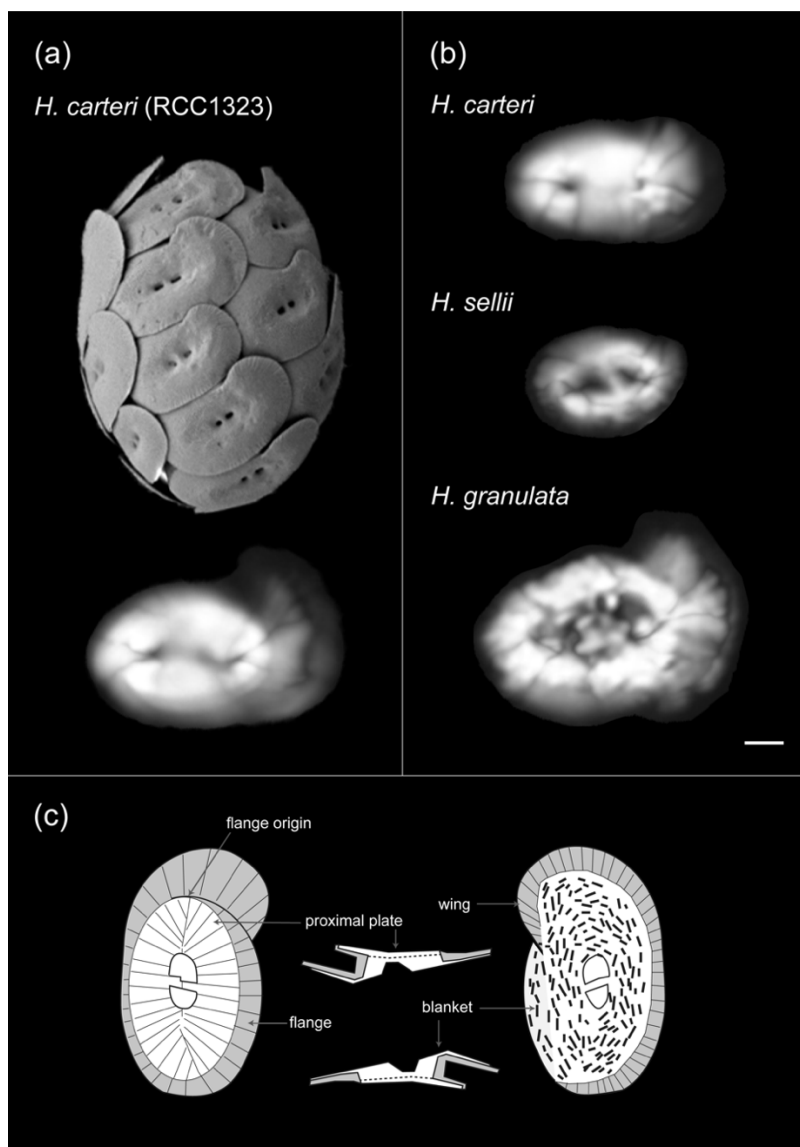 (a)
H. carteri (RCC1323)
(b)
H. carteri
H. sellii
H. granulata
(c)
flange origin
proximal plate
flange
wing
blanket